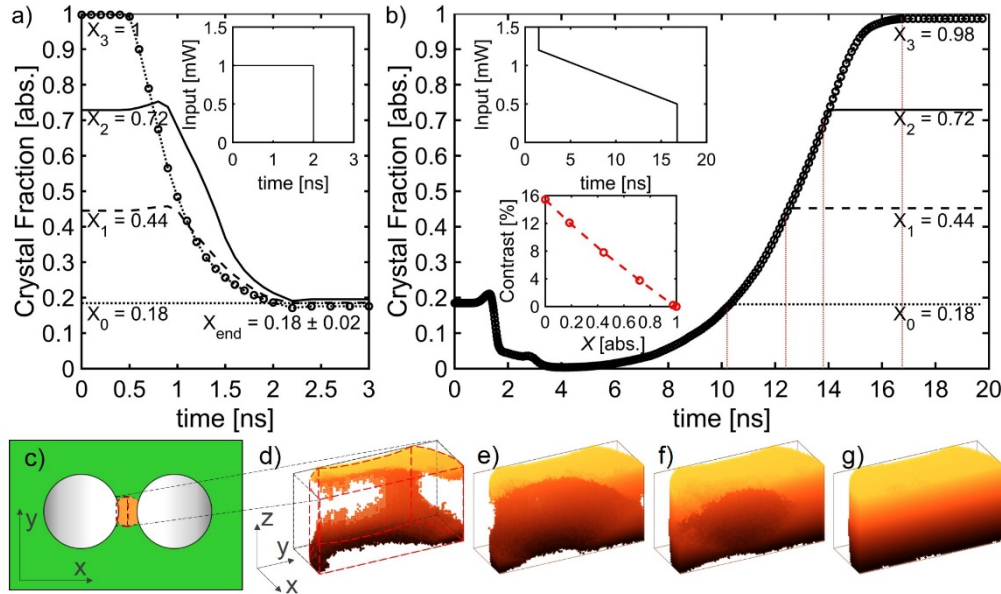 a)
Crystal Fraction [abs.]
1
0.9
0.8
0.7
0.6
0.5
0.4
0.3
0.2
0.1
0
X3 = 1
X2 = 0.72
X1 = 0.44
X0 = 0.18
Xend = 0.18 ± 0.02
0 0.5 1.0 1.5 2.0 2.5 3
time [ns]
Input [mW]
1.5
1
0.5
0
0 1 2 3
time [ns]
b)
Crystal Fraction [abs.]
1
0.9
0.8
0.7
0.6
0.5
0.4
0.3
0.2
0.1
0
X3 = 0.98
X2 = 0.72
X1 = 0.44
X0 = 0.18
0 2 4 6 8 10 12 14 16 18 20
time [ns]
Input [mW]
1.5
1
0.5
0
0 5 10 15 20
time [ns]
Contrast [%]
16
12
8
4
0
0 0.2 0.4 0.6 0.8 1
X [abs.]
c)
y
x
d)
z
y
x
e)
f)
g)